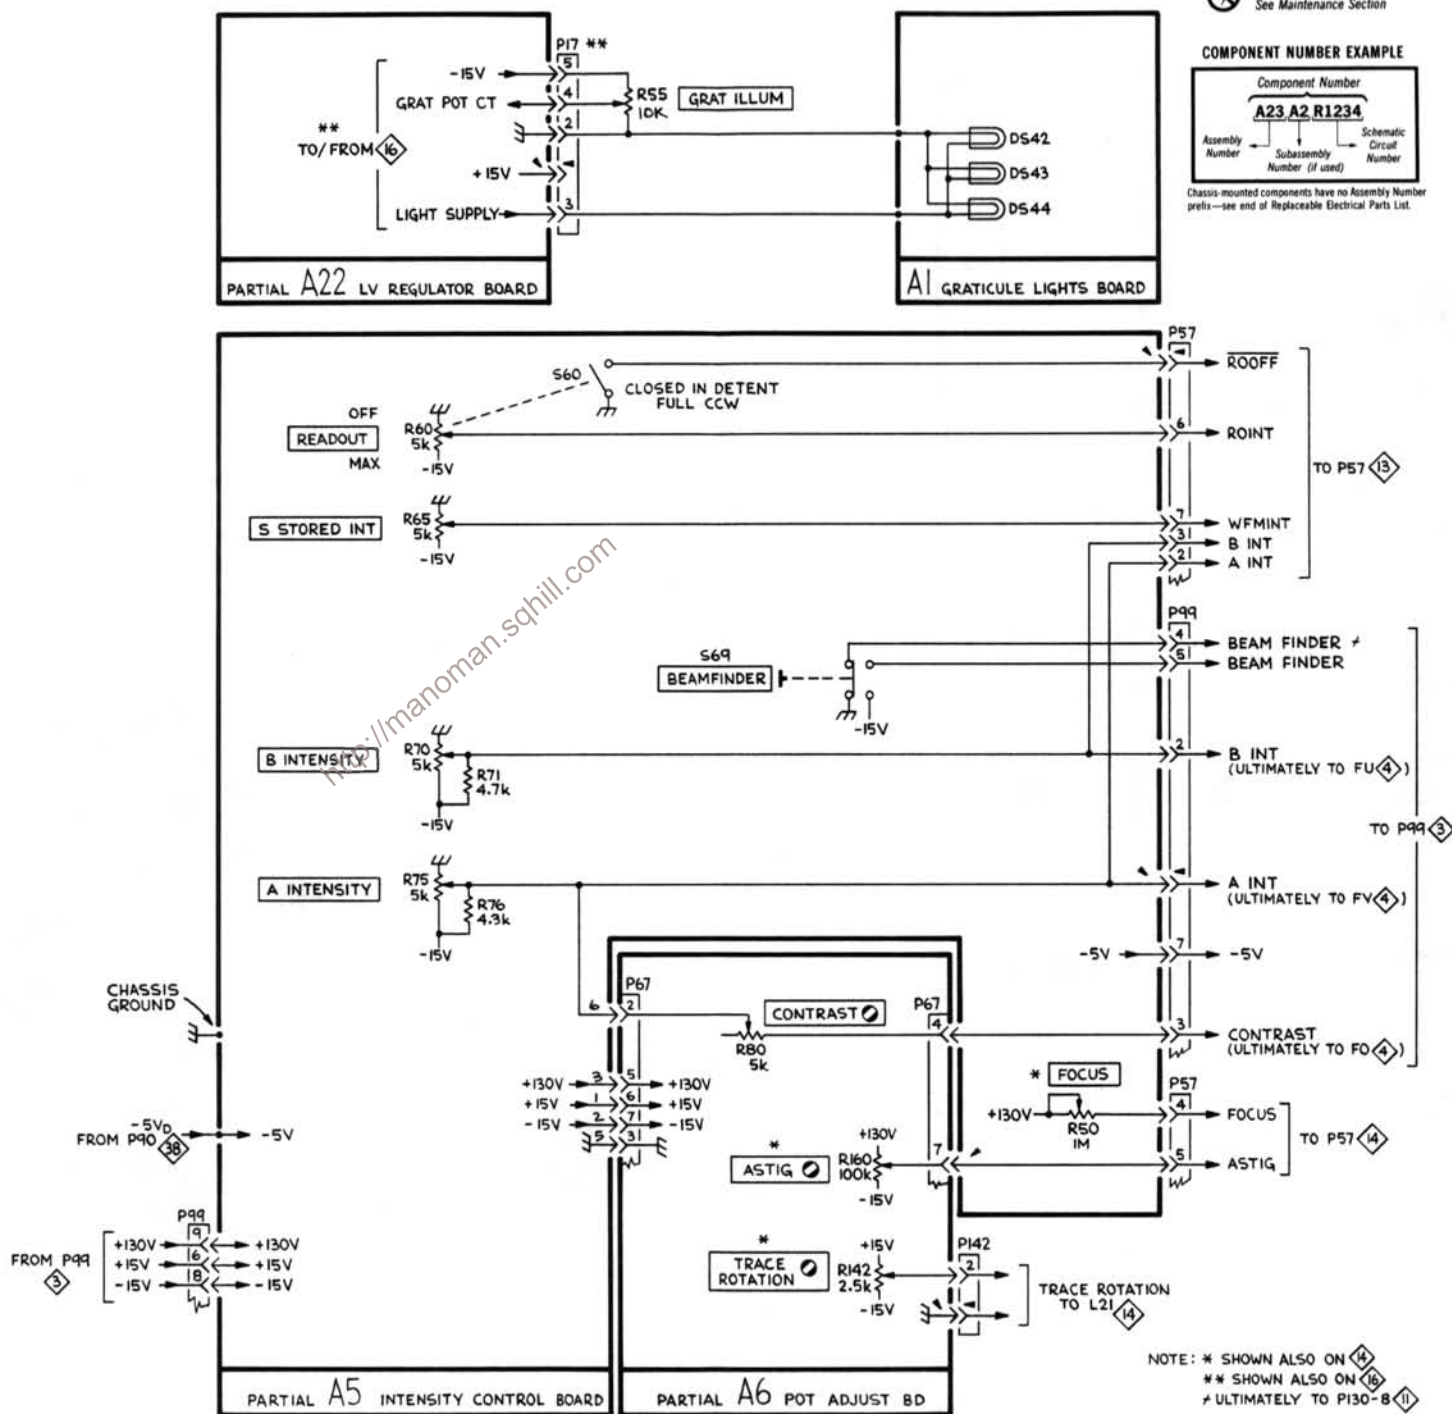 See Maintenance Section
COMPONENT NUMBER EXAMPLE
Component Number
A23 A2 R1234
Assembly Number
Subassembly Number (if used)
Schematic Circuit Number
Chassis-mounted components have no Assembly Number
prefix—see end of Replaceable Electrical Parts List.
P17 **
-15V
5
GRAT POT CT
4
R55
10K
GRAT ILLUM
**
TO/FROM 16
2
+15V
LIGHT SUPPLY
3
DS42
DS43
DS44
PARTIAL A22 LV REGULATOR BOARD
A1 GRATICULE LIGHTS BOARD
P57
ROOFF
S60
CLOSED IN DETENT
FULL CCW
OFF
READOUT
MAX
R60
5k
-15V
6
ROINT
TO P57 13
S STORED INT
R65
5k
-15V
7
WFMINT
3
B INT
2
A INT
P99
4
BEAM FINDER ≠
5
BEAM FINDER
S69
BEAMFINDER
-15V
B INTENSITY
R70
5k
R71
4.7k
-15V
2
B INT
(ULTIMATELY TO FU 4)
TO P99 3
A INTENSITY
R75
5k
R76
4.3k
-15V
A INT
(ULTIMATELY TO FV 4)
-5V
7
-5V
CHASSIS
GROUND
P67
6
2
CONTRAST
R80
5k
P67
4
3
CONTRAST
(ULTIMATELY TO FO 4)
+130V
3
5
+130V
+15V
1
6
+15V
-15V
2
7
-15V
5
3
* FOCUS
+130V
R50
1M
P57
4
FOCUS
TO P57 14
-5VD
FROM P90 38
-5V
*
ASTIG
+130V
R160
100k
-15V
7
5
ASTIG
P99
FROM P99
3
+130V
9
+130V
+15V
6
+15V
-15V
8
-15V
*
TRACE
ROTATION
+15V
R142
2.5k
-15V
P142
2
TRACE ROTATION
TO L21
14
PARTIAL A5 INTENSITY CONTROL BOARD
PARTIAL A6 POT ADJUST BD
NOTE: * SHOWN ALSO ON 14
** SHOWN ALSO ON 16
≠ ULTIMATELY TO P130-8 11
http://manoman.sqhill.com